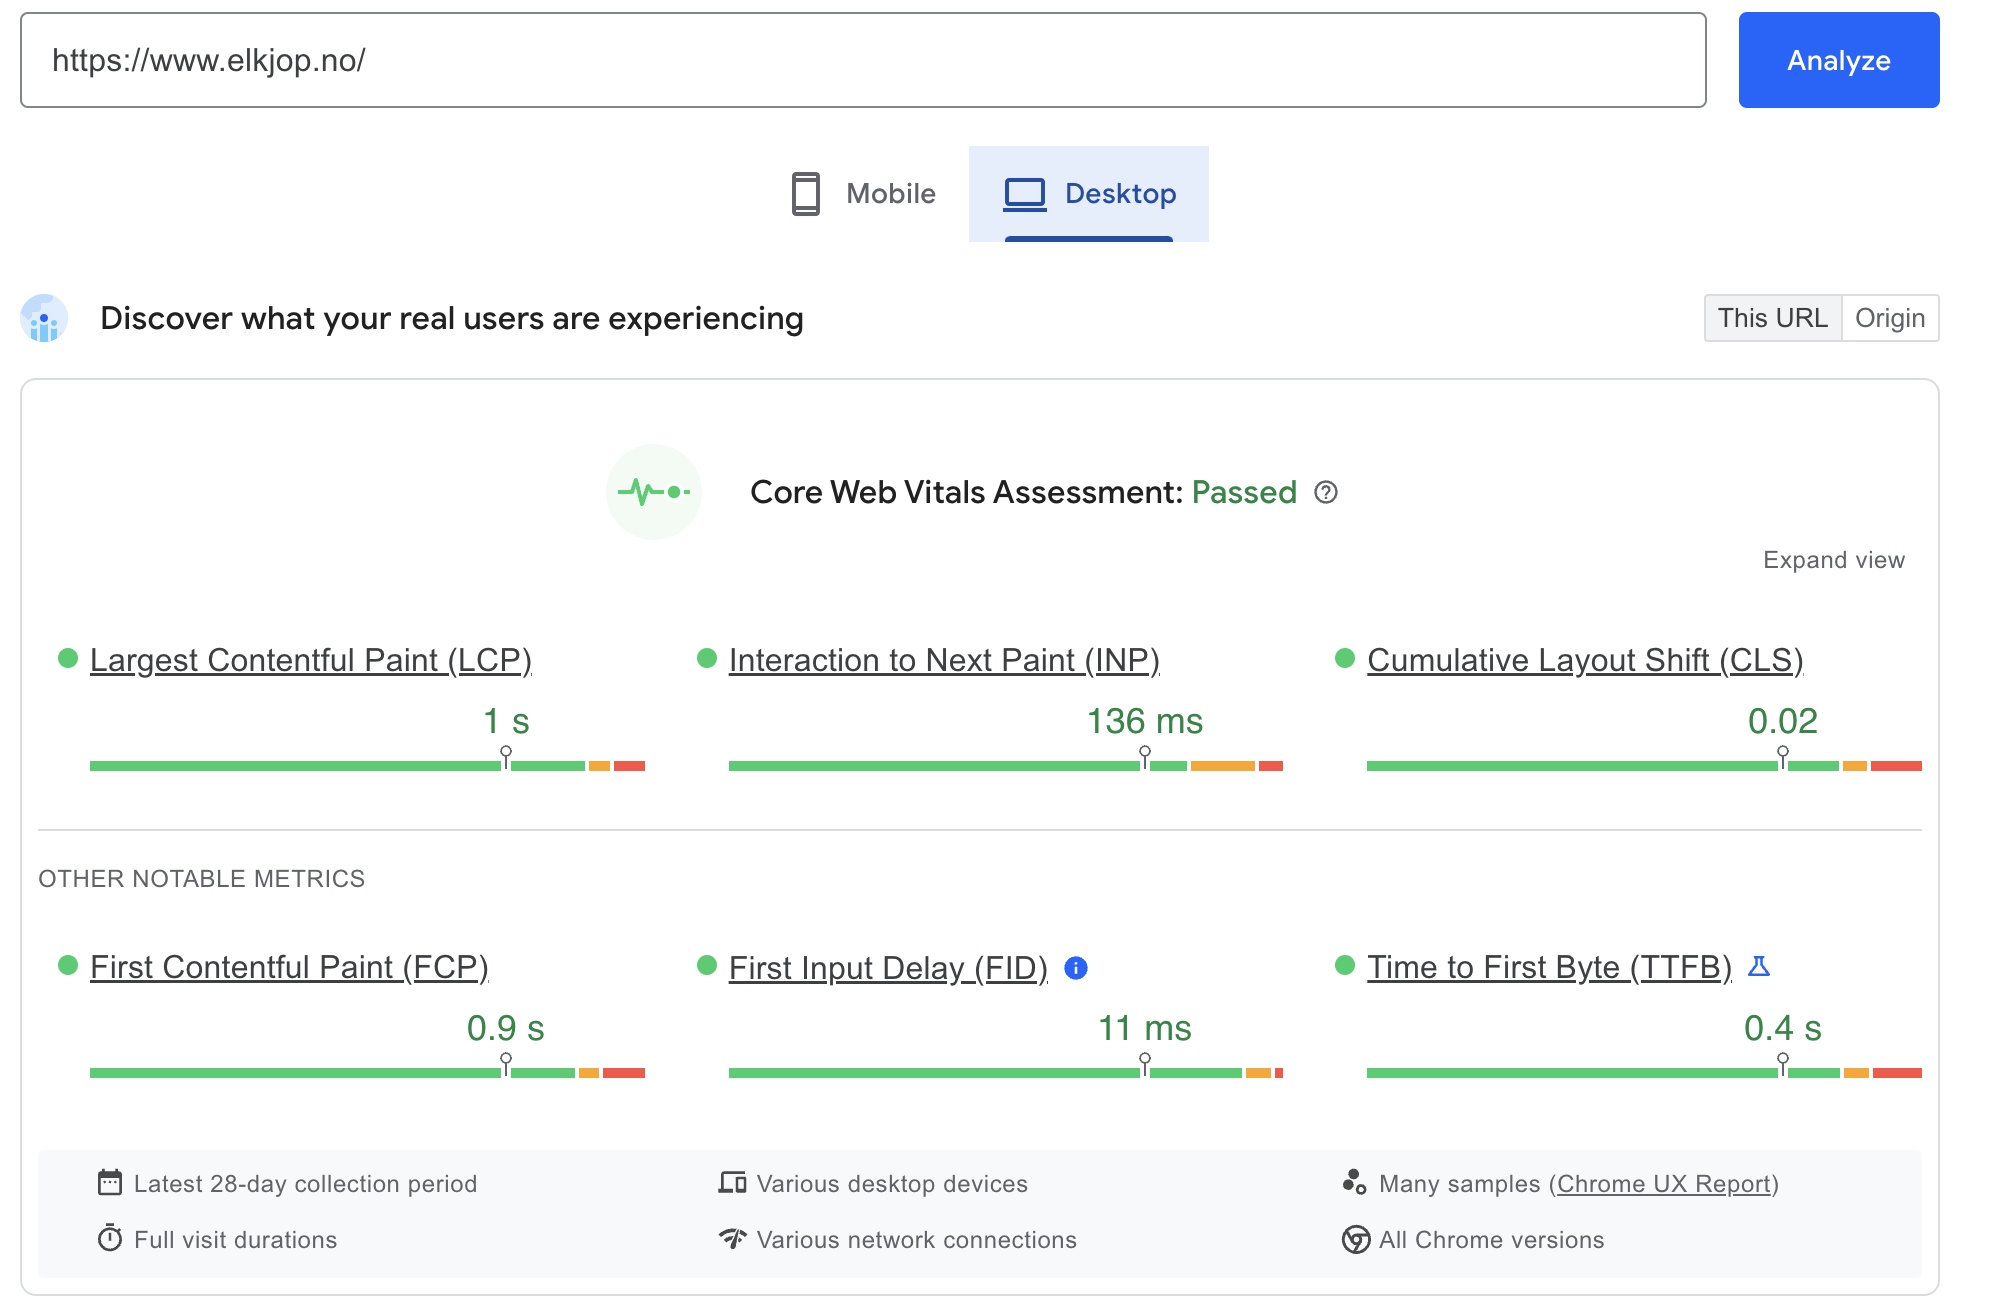 https://www.elkjop.no/
Analyze
Mobile
Desktop
Discover what your real users are experiencing
This URL
Origin
Core Web Vitals Assessment: Passed
Expand view
Largest Contentful Paint (LCP)
1 s
Interaction to Next Paint (INP)
136 ms
Cumulative Layout Shift (CLS)
0.02
OTHER NOTABLE METRICS
First Contentful Paint (FCP)
0.9 s
First Input Delay (FID)
11 ms
Time to First Byte (TTFB)
0.4 s
Latest 28-day collection period
Various desktop devices
Many samples (Chrome UX Report)
Full visit durations
Various network connections
All Chrome versions